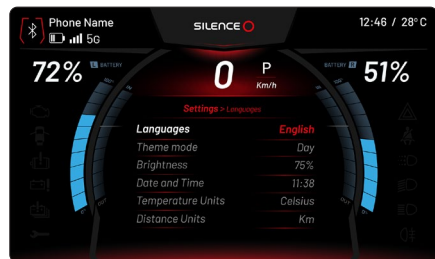 Phone Name
5G
SILENCE
12:46 / 28° C
72%
L BATTERY
0
P
Km/h
BATTERY R
51%
Settings > Languages
Languages English
Theme mode Day
Brightness 75%
Date and Time 11:38
Temperature Units Celsius
Distance Units Km